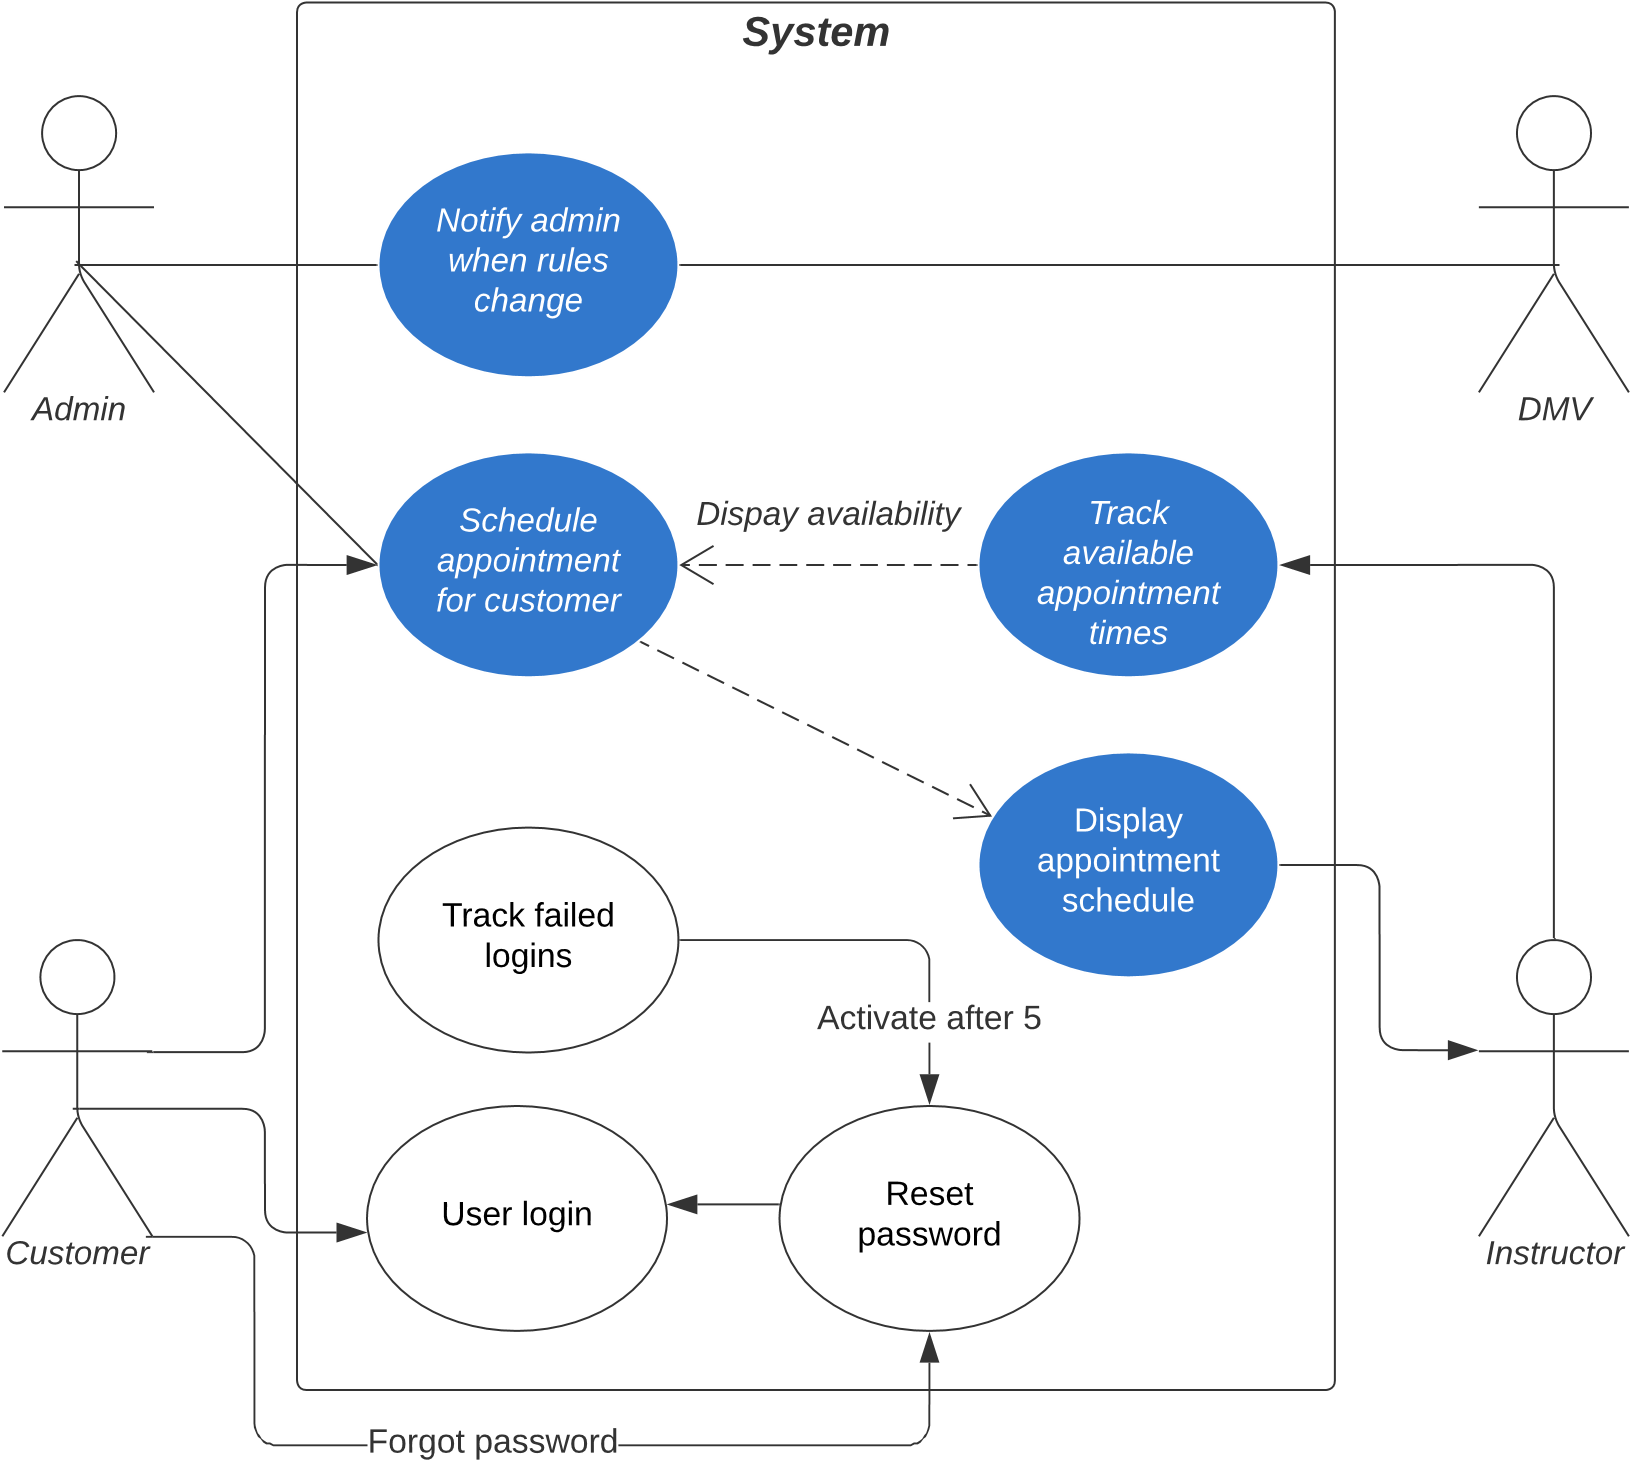 System
Notify admin
when rules
change
Admin
DMV
Schedule
appointment
for customer
Dispay availability
Track
available
appointment
times
Display
appointment
schedule
Track failed
logins
Activate after 5
User login
Reset
password
Customer
Instructor
Forgot password